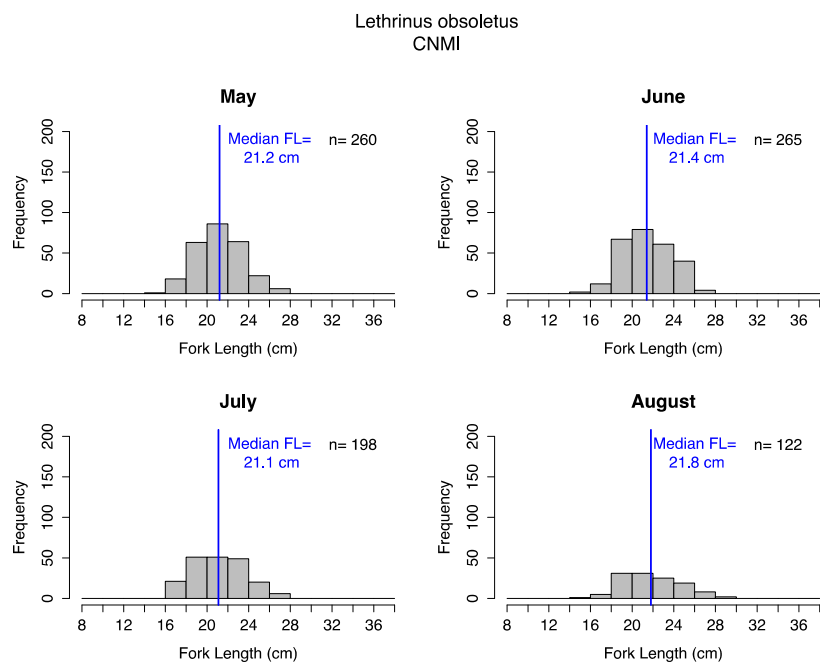 Lethrinus obsoletus
CNMI
May
Median FL=
21.2 cm
n= 260
Frequency
200
150
100
50
0
8 12 16 20 24 28 32 36
Fork Length (cm)
June
Median FL=
21.4 cm
n= 265
Frequency
200
150
100
50
0
8 12 16 20 24 28 32 36
Fork Length (cm)
July
Median FL=
21.1 cm
n= 198
Frequency
200
150
100
50
0
8 12 16 20 24 28 32 36
Fork Length (cm)
August
Median FL=
21.8 cm
n= 122
Frequency
200
150
100
50
0
8 12 16 20 24 28 32 36
Fork Length (cm)